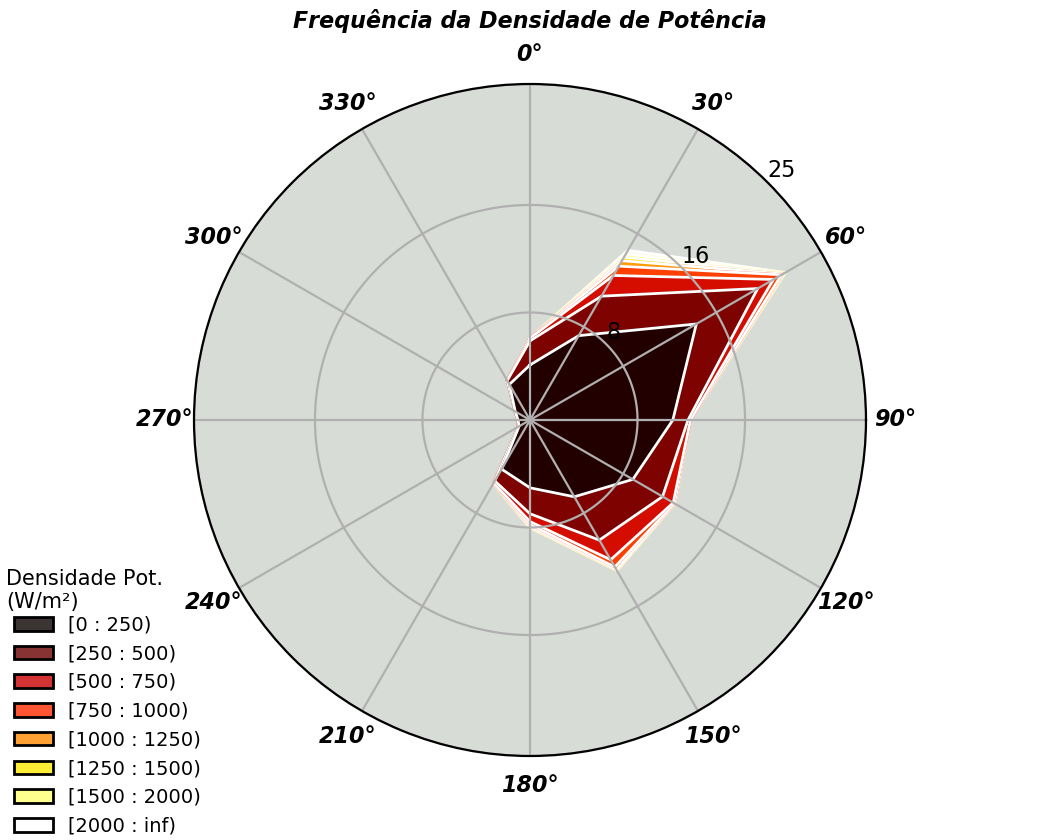 Frequência da Densidade de Potência
0°
330°
30°
25
300°
60°
16
8
270°
90°
240°
120°
210°
150°
180°
Densidade Pot.
(W/m²)
[0 : 250)
[250 : 500)
[500 : 750)
[750 : 1000)
[1000 : 1250)
[1250 : 1500)
[1500 : 2000)
[2000 : inf)